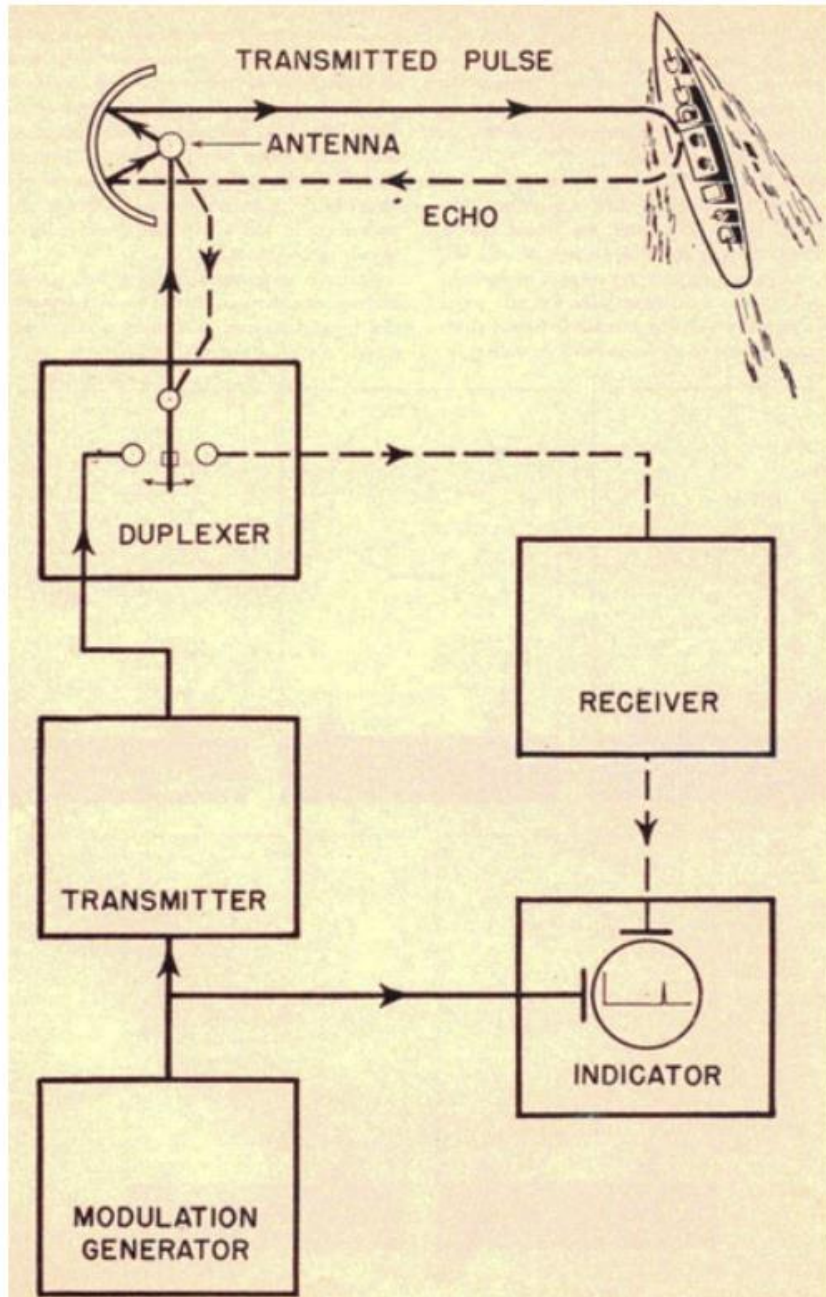 TRANSMITTED PULSE
ANTENNA
ECHO
DUPLEXER
RECEIVER
TRANSMITTER
INDICATOR
MODULATION
GENERATOR